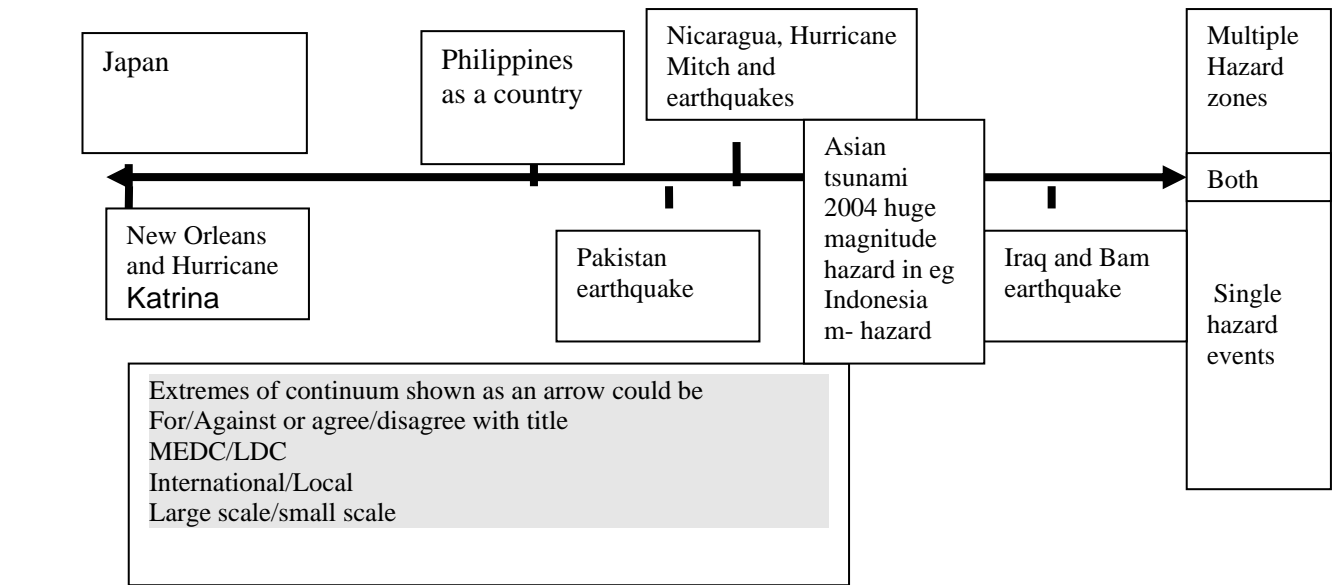 Japan
Philippines
as a country
Nicaragua, Hurricane
Mitch and
earthquakes
Multiple
Hazard
zones
Asian
tsunami
2004 huge
magnitude
hazard in eg
Indonesia
m- hazard
Both
New Orleans
and Hurricane
Katrina
Pakistan
earthquake
Iraq and Bam
earthquake
Single
hazard
events
Extremes of continuum shown as an arrow could be
For/Against or agree/disagree with title
MEDC/LDC
International/Local
Large scale/small scale